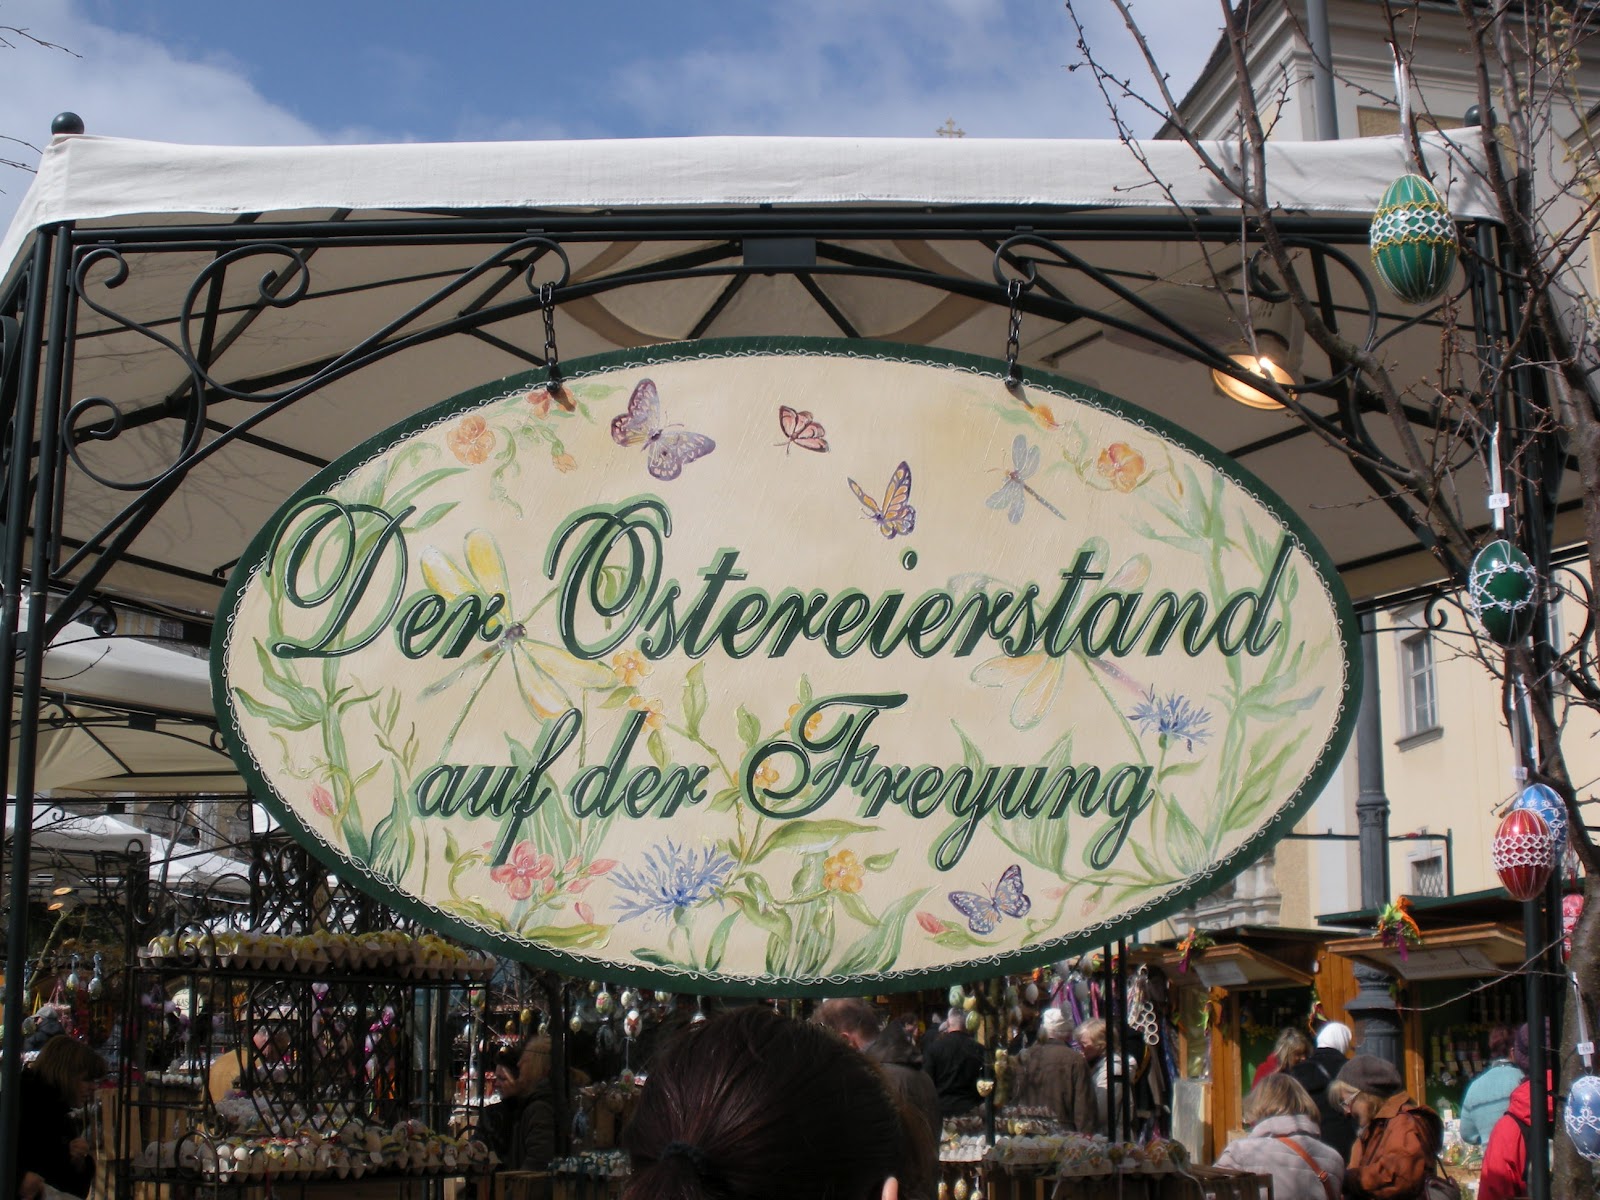 Der Ostereierstand
auf der Freyung